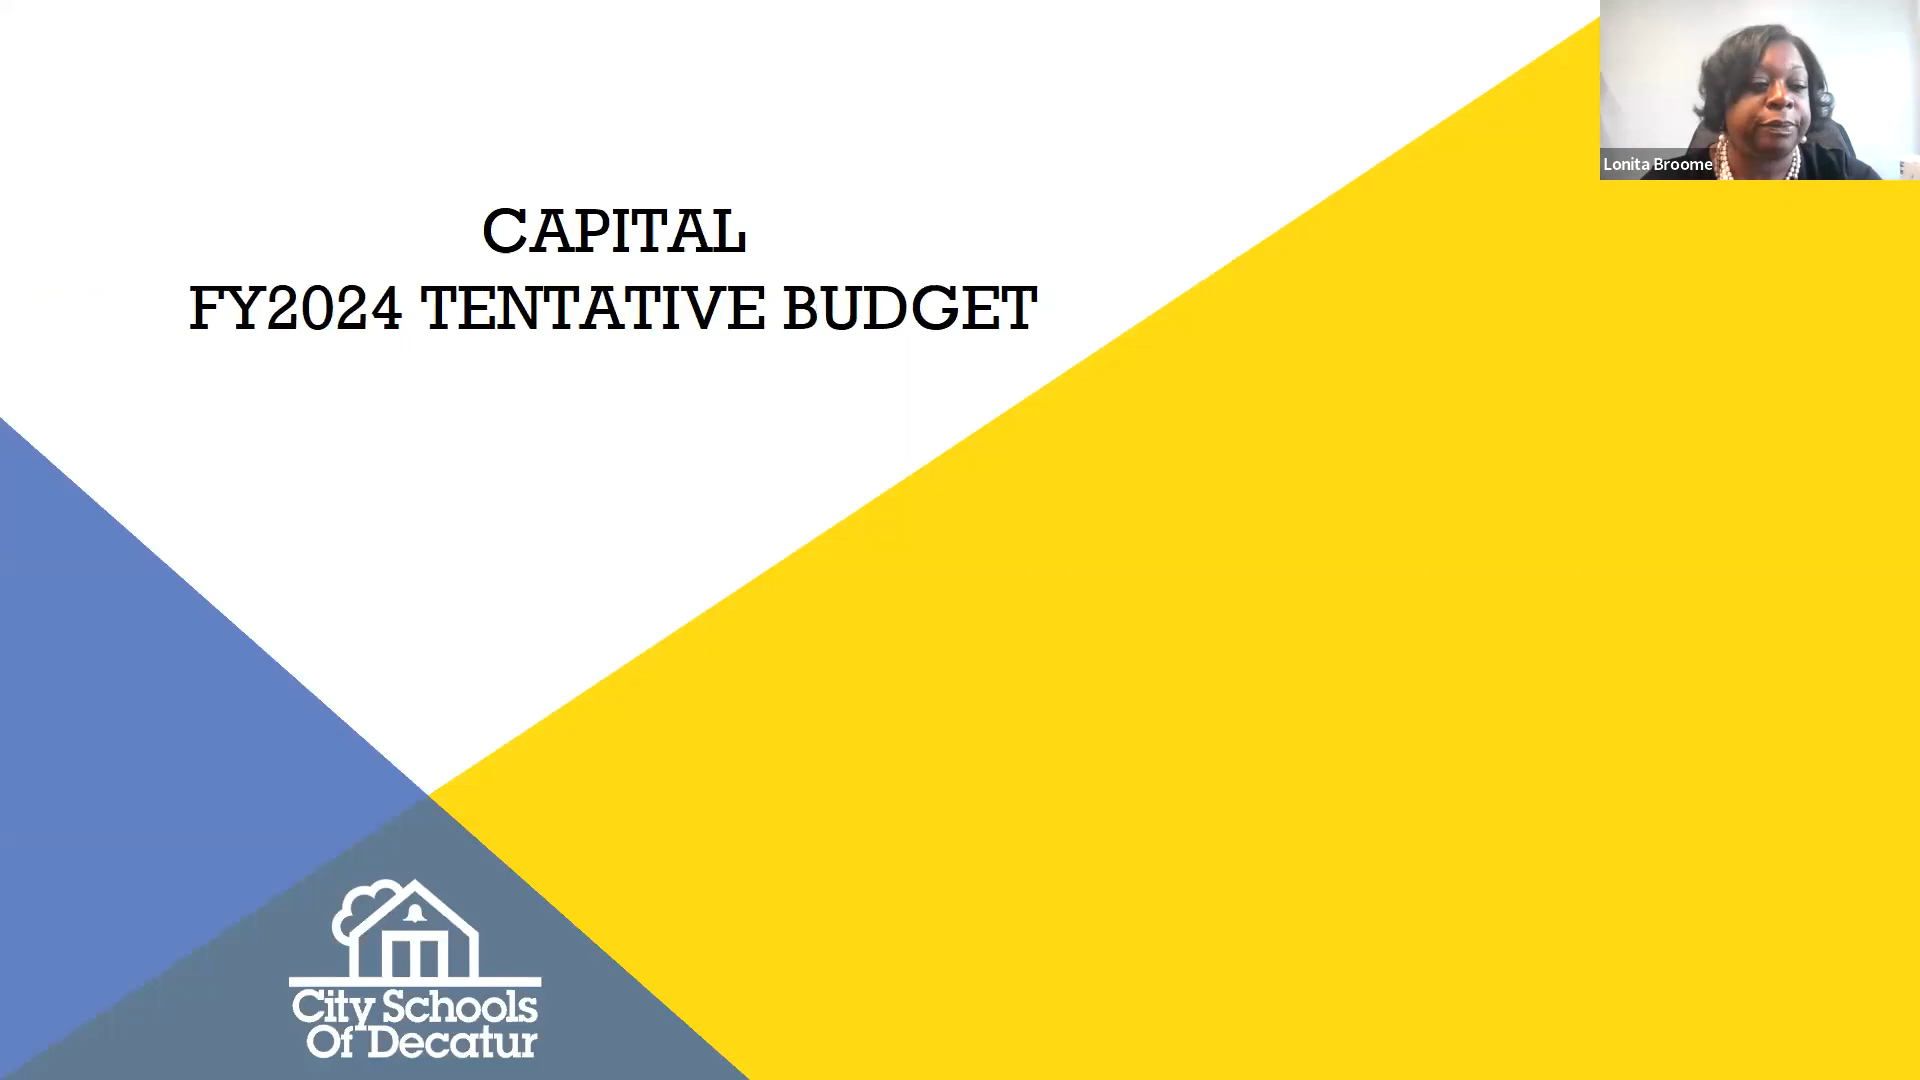 CAPITAL
FY2024 TENTATIVE BUDGET
Lonita Broome
City Schools
Of Decatur